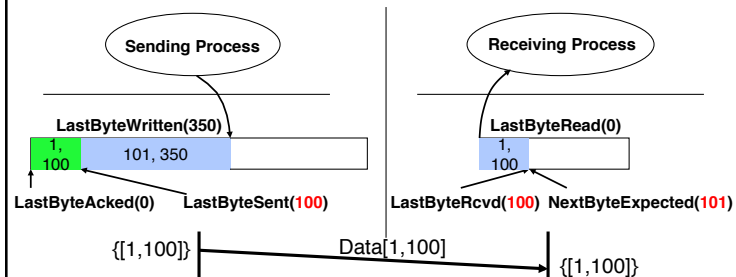 Sending Process
Receiving Process
LastByteWritten(350)
LastByteRead(0)
1,
100
101, 350
1,
100
LastByteAcked(0)
LastByteSent(100)
LastByteRcvd(100)
NextByteExpected(101)
{[1,100]}
Data[1,100]
{[1,100]}